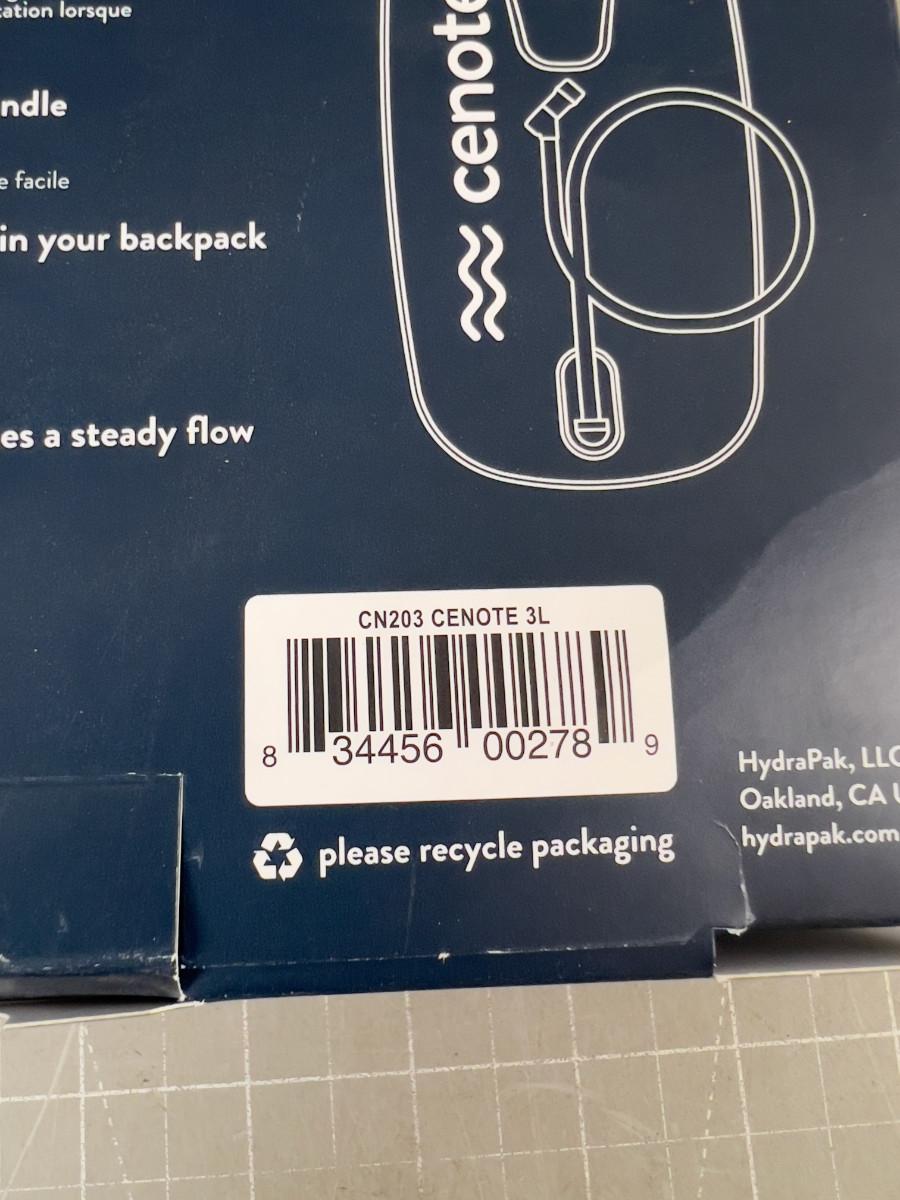 ation lorsque
ndle
e facile
in your backpack
es a steady flow
cenote
CN203 CENOTE 3L
8 34456 00278 9
please recycle packaging
HydraPak, LLC
Oakland, CA U
hydrapak.com